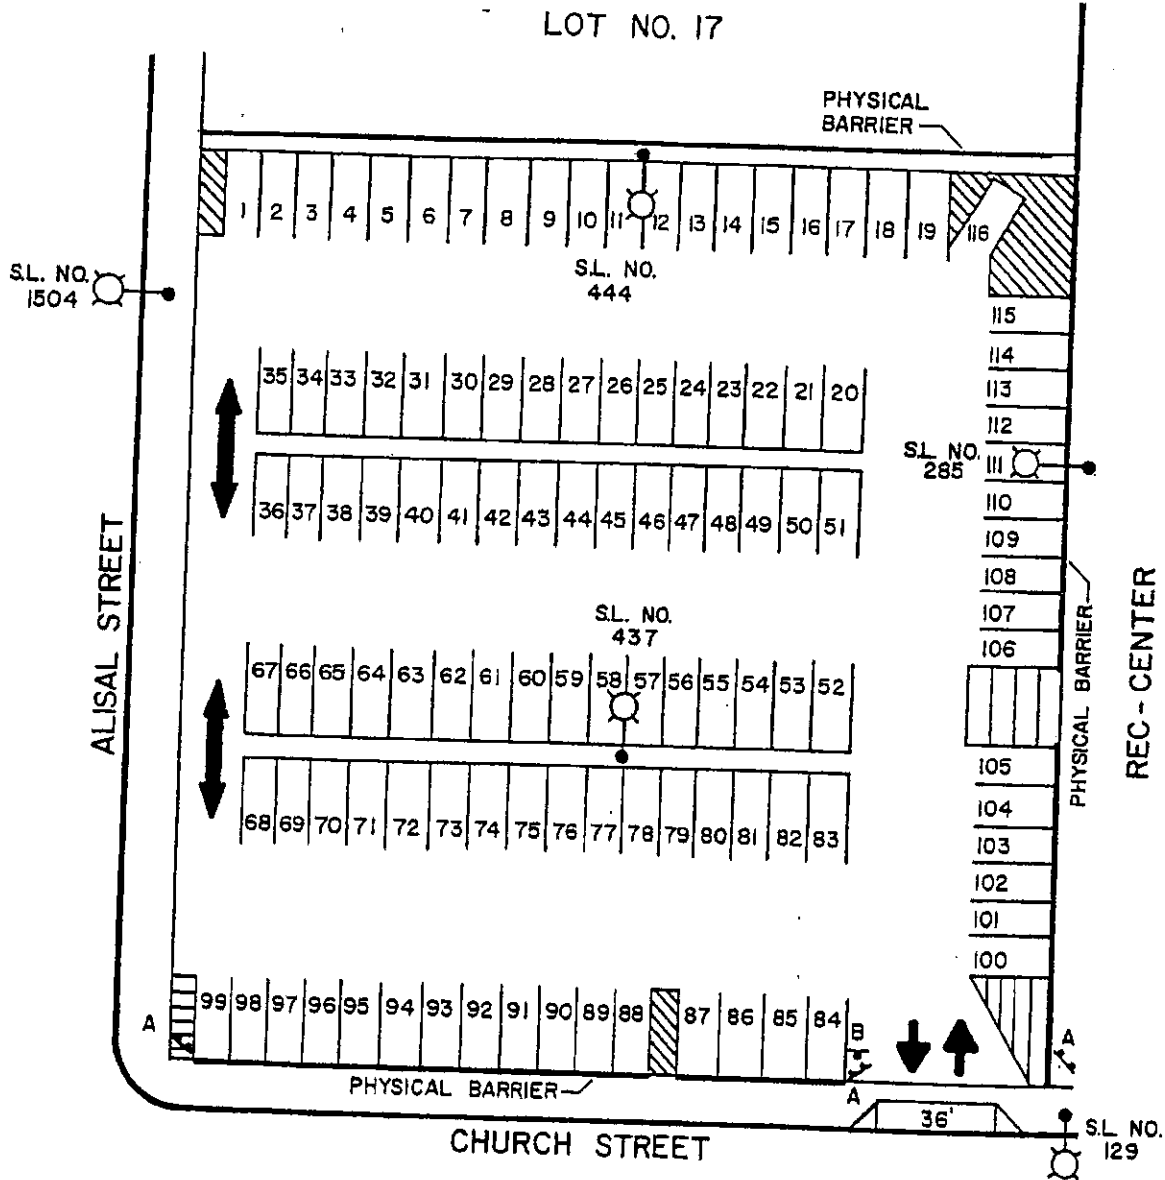 LOT NO. 17
PHYSICAL
BARRIER
1 2 3 4 5 6 7 8 9 10 11 12 13 14 15 16 17 18 19 116
S.L. NO.
1504
S.L. NO.
444
115
114
113
112
35 34 33 32 31 30 29 28 27 26 25 24 23 22 21 20
S.L. NO.
285
111
110
109
108
107
106
36 37 38 39 40 41 42 43 44 45 46 47 48 49 50 51
ALISAL STREET
S.L. NO.
437
PHYSICAL BARRIER
REC-CENTER
67 66 65 64 63 62 61 60 59 58 57 56 55 54 53 52
105
104
103
102
101
100
68 69 70 71 72 73 74 75 76 77 78 79 80 81 82 83
99 98 97 96 95 94 93 92 91 90 89 88 87 86 85 84
A
B
A
PHYSICAL BARRIER
A
36'
CHURCH STREET
S.L. NO.
129